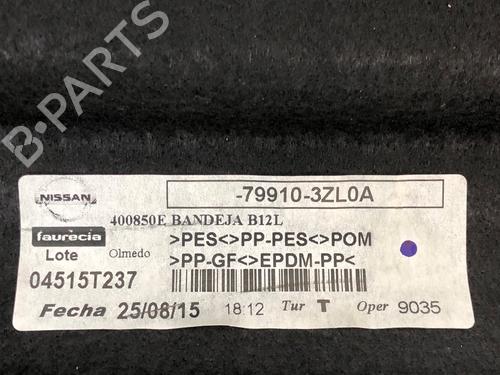 B-PARTS
NISSAN
-79910-3ZL0A
400850E BANDEJA B12L
faurecia
>PES<>PP-PES<>POM
Lote Olmedo
>PP-GF<>EPDM-PP<
04515T237
Fecha 25/08/15 18:12 Tur T Oper 9035